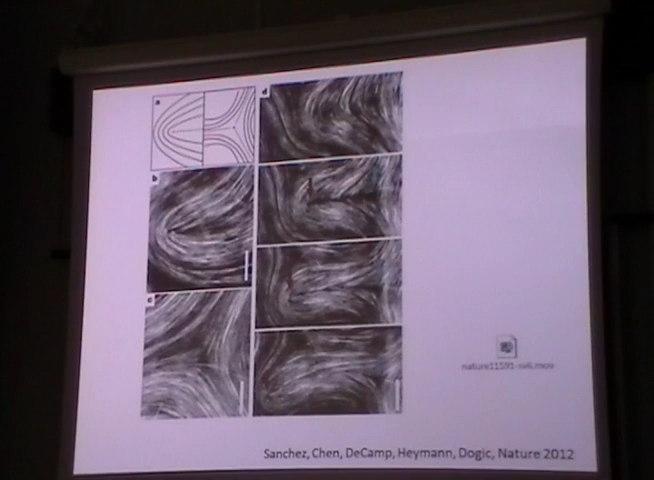 a
d
b
c
nature11591-sv6.mov
Sanchez, Chen, DeCamp, Heymann, Dogic, Nature 2012